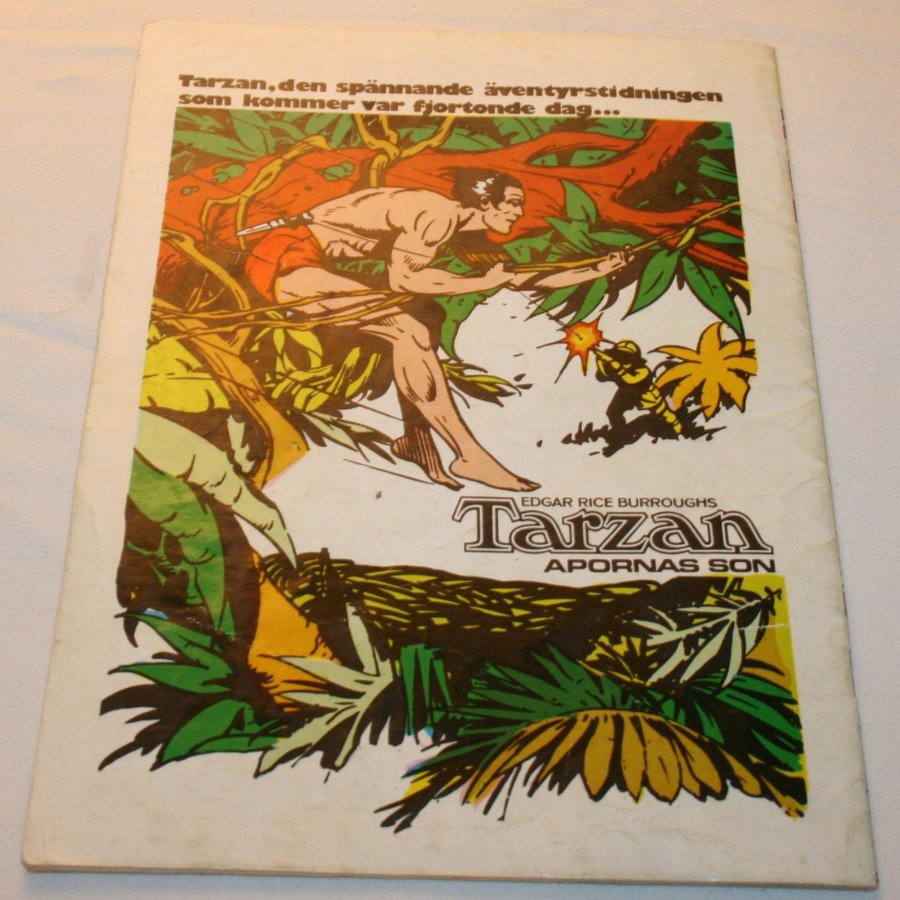 Tarzan, den spännande äventyrstidningen
som kommer var fjortonde dag...
EDGAR RICE BURROUGHS
Tarzan
APORNAS SON